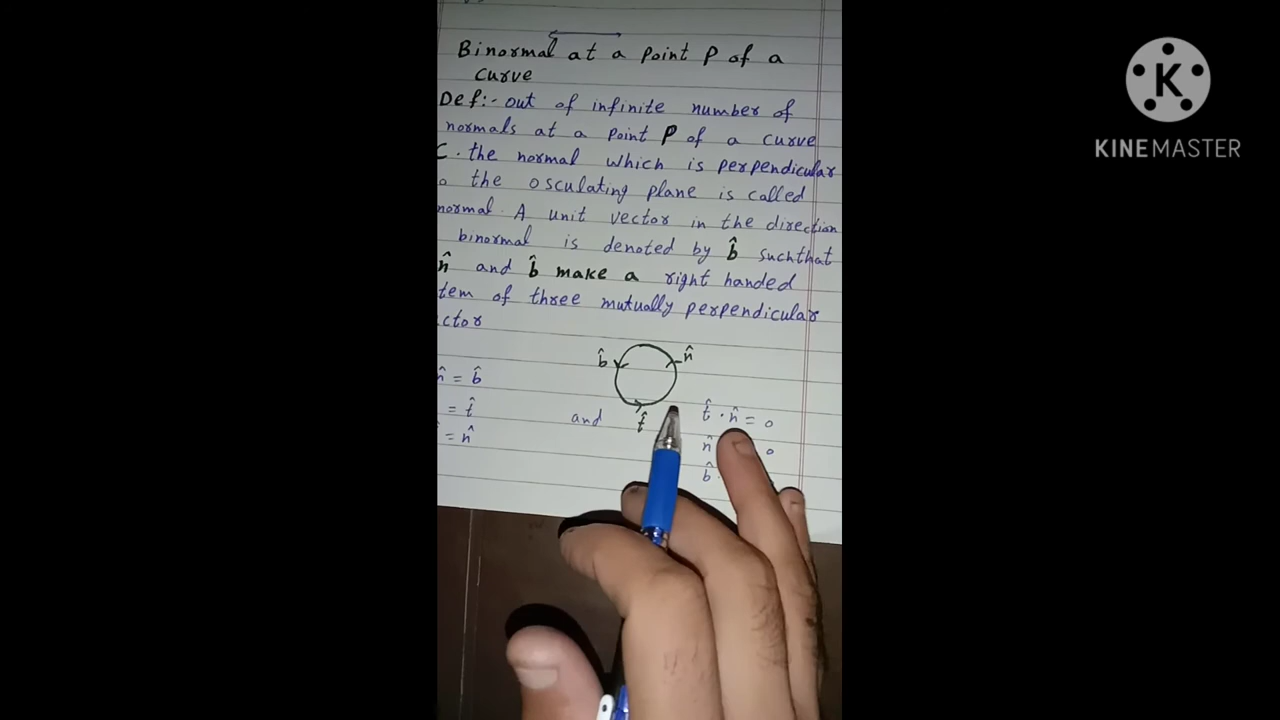 Binormal at a point P of a
curve
Def:- out of infinite number of
normals at a point P of a curve
C. the normal which is perpendicular
the osculating plane is called
normal. A unit vector in the direction
binormal is denoted by b̂ suchthat
n̂ and b̂ make a right handed
tem of three mutually perpendicular
ctor
b̂ n̂
n̂ = b̂
t̂
= t̂ and t̂ · n̂ = 0
= n̂ n̂ 0
b̂ ·
K
KINEMASTER